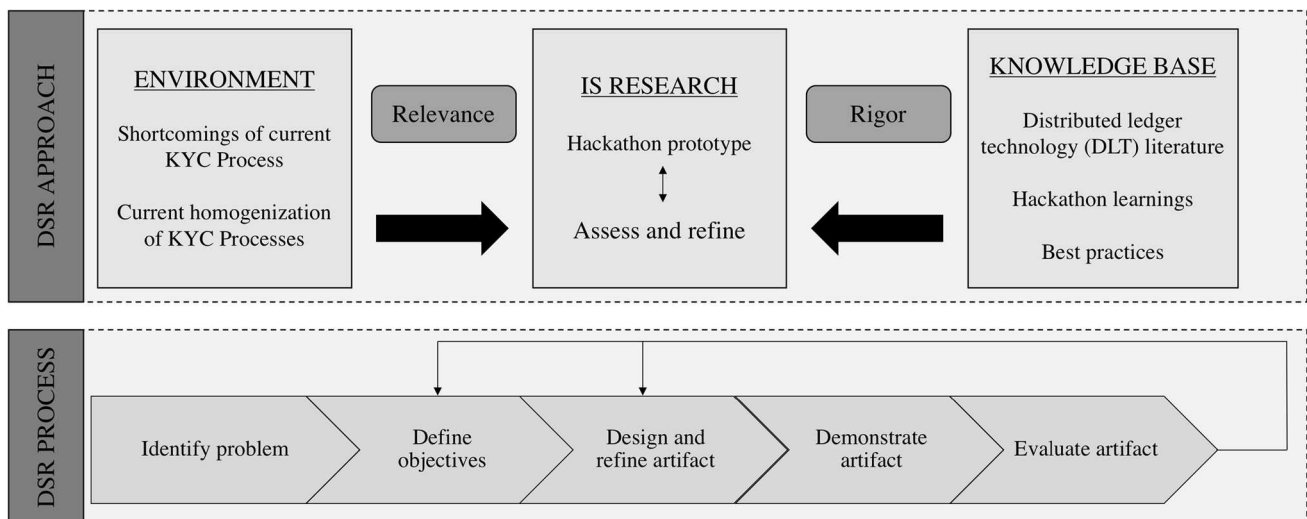 DSR APPROACH
ENVIRONMENT
Shortcomings of current
KYC Process
Current homogenization
of KYC Processes
Relevance
IS RESEARCH
Hackathon prototype
Assess and refine
Rigor
KNOWLEDGE BASE
Distributed ledger
technology (DLT) literature
Hackathon learnings
Best practices
DSR PROCESS
Identify problem
Define
objectives
Design and
refine artifact
Demonstrate
artifact
Evaluate artifact